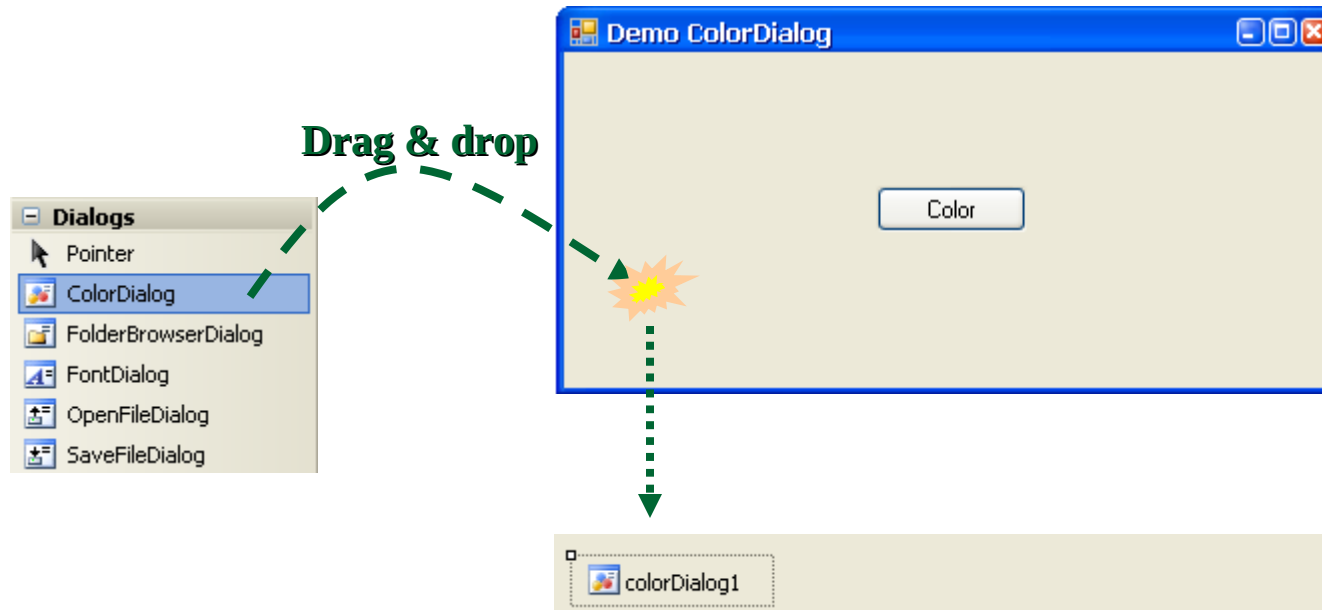 Demo ColorDialog
Drag & drop
Color
Dialogs
Pointer
ColorDialog
FolderBrowserDialog
FontDialog
OpenFileDialog
SaveFileDialog
colorDialog1